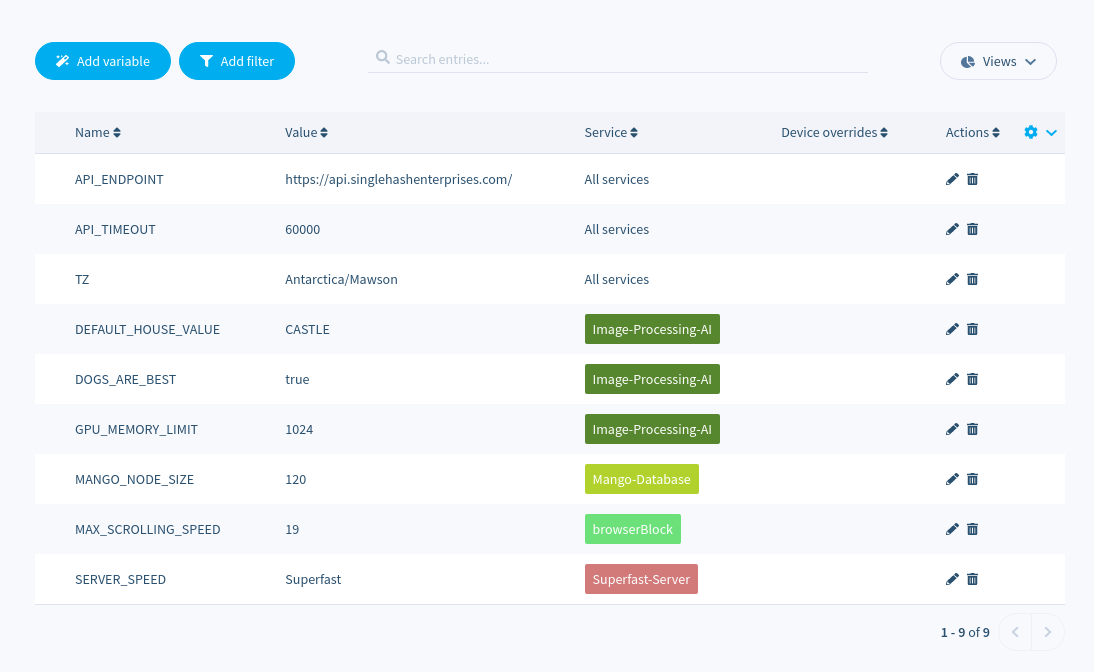 Add variable Add filter Search entries... Views
Name Value Service Device overrides Actions
API_ENDPOINT https://api.singlehashenterprises.com/ All services
API_TIMEOUT 60000 All services
TZ Antarctica/Mawson All services
DEFAULT_HOUSE_VALUE CASTLE Image-Processing-AI
DOGS_ARE_BEST true Image-Processing-AI
GPU_MEMORY_LIMIT 1024 Image-Processing-AI
MANGO_NODE_SIZE 120 Mango-Database
MAX_SCROLLING_SPEED 19 browserBlock
SERVER_SPEED Superfast Superfast-Server
1 - 9 of 9